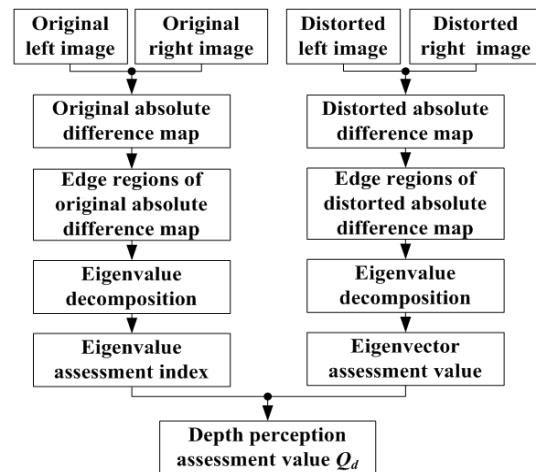 Original
left image
Original
right image
Distorted
left image
Distorted
right image
Original absolute
difference map
Distorted absolute
difference map
Edge regions of
original absolute
difference map
Edge regions of
distorted absolute
difference map
Eigenvalue
decomposition
Eigenvalue
decomposition
Eigenvalue
assessment index
Eigenvector
assessment value
Depth perception
assessment value Qd